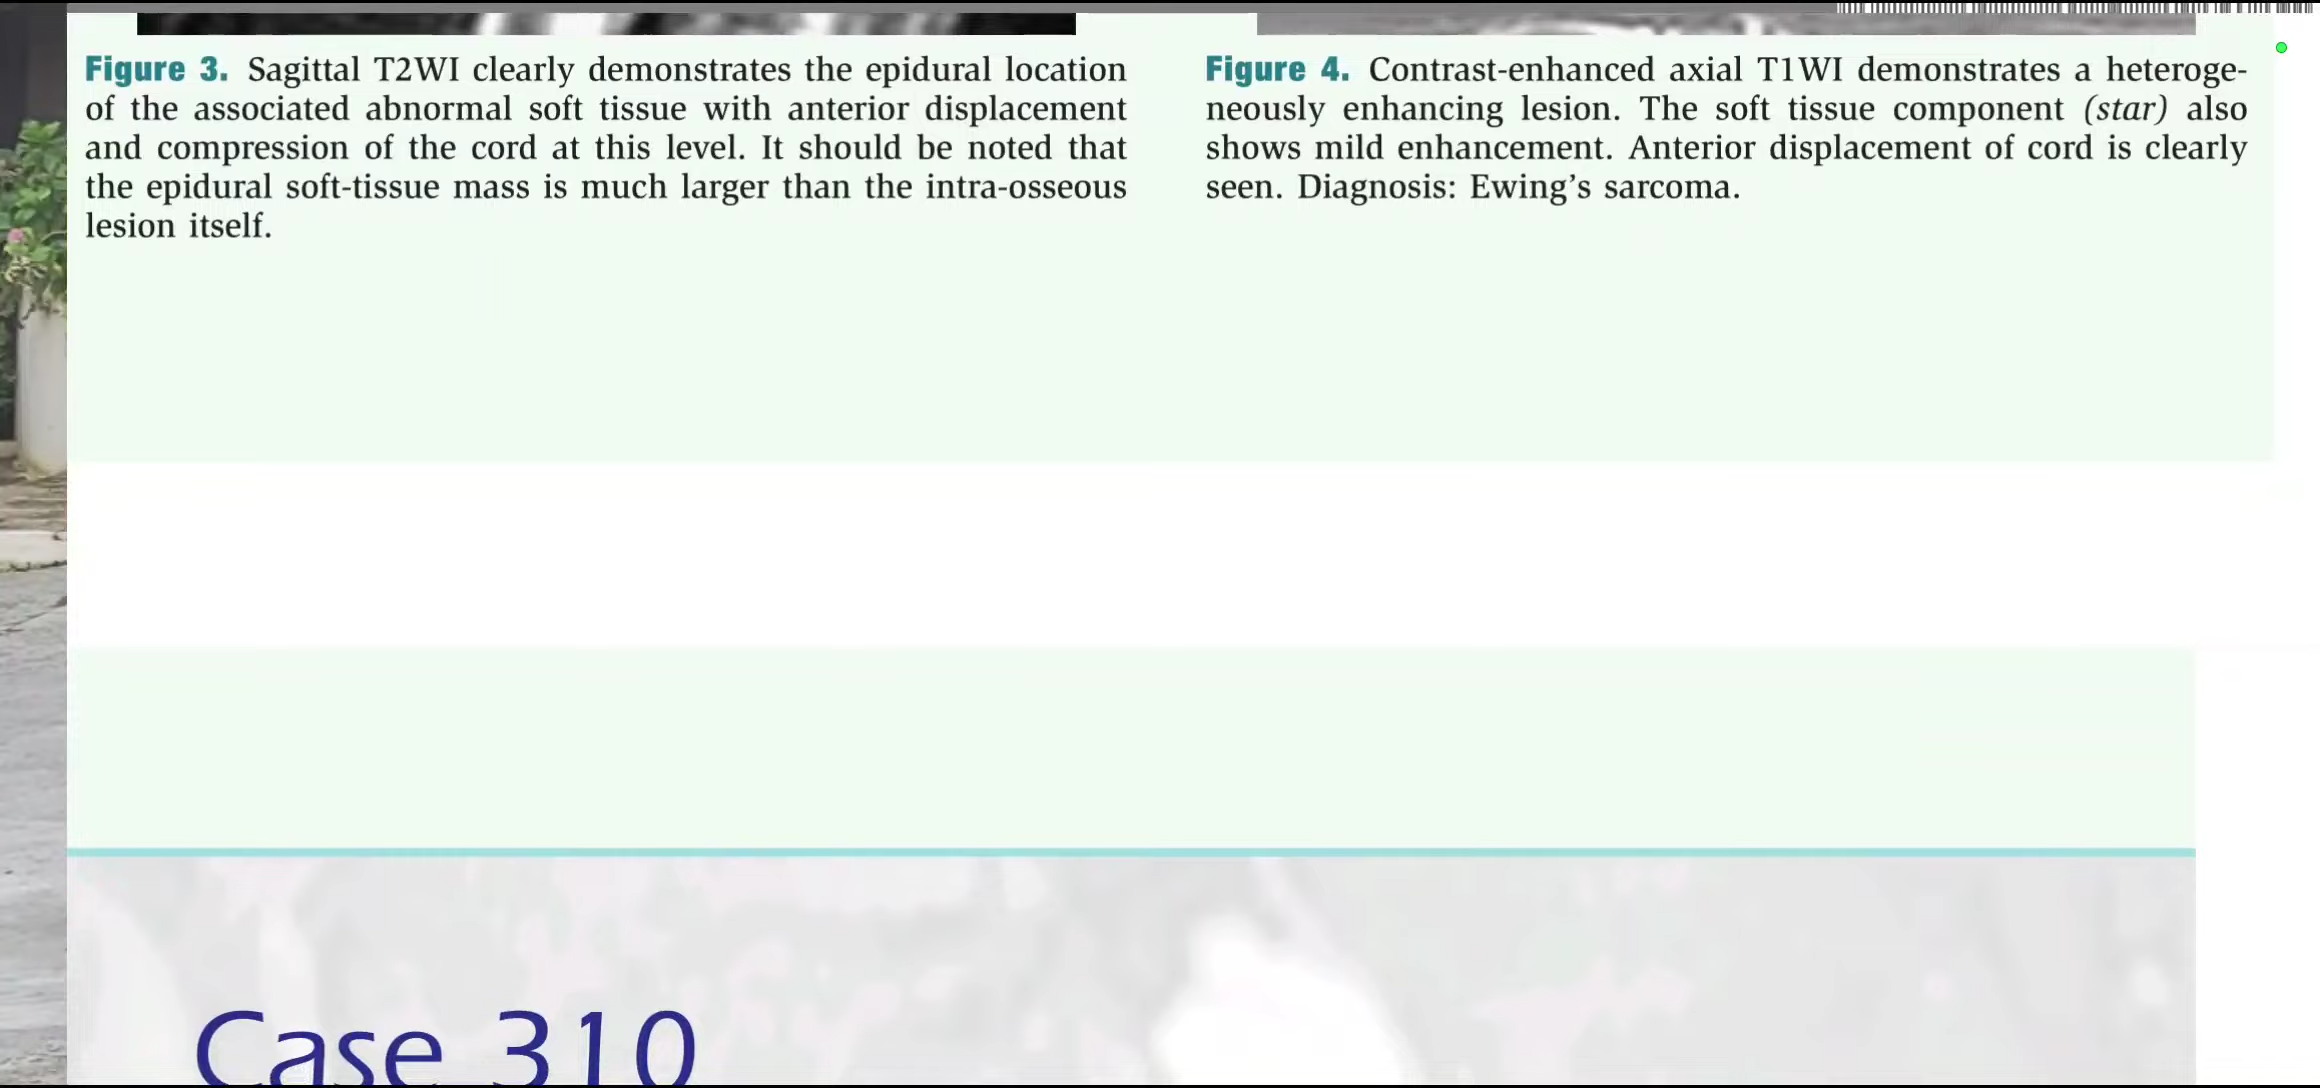 Figure 3. Sagittal T2WI clearly demonstrates the epidural location
of the associated abnormal soft tissue with anterior displacement
and compression of the cord at this level. It should be noted that
the epidural soft-tissue mass is much larger than the intra-osseous
lesion itself.
Figure 4. Contrast-enhanced axial T1WI demonstrates a heteroge-
neously enhancing lesion. The soft tissue component (star) also
shows mild enhancement. Anterior displacement of cord is clearly
seen. Diagnosis: Ewing's sarcoma.
Case 310